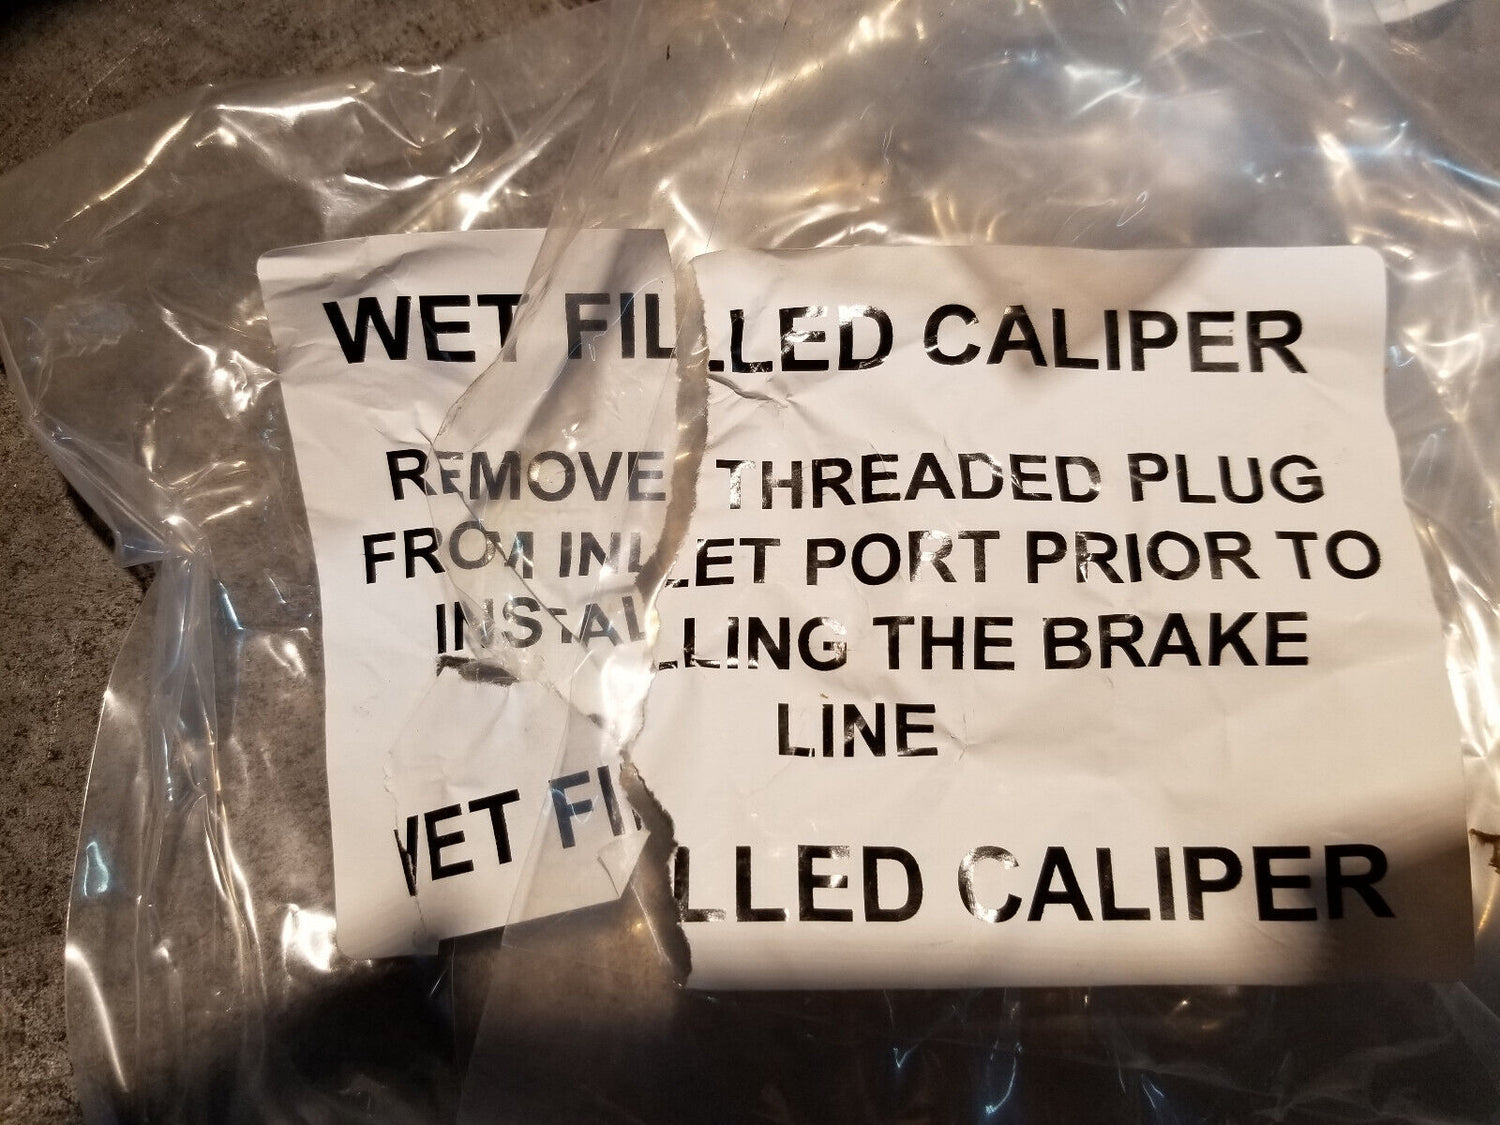 WET FILLED CALIPER
REMOVE THREADED PLUG
FROM INLET PORT PRIOR TO
INSTALLING THE BRAKE
LINE
WET FILLED CALIPER